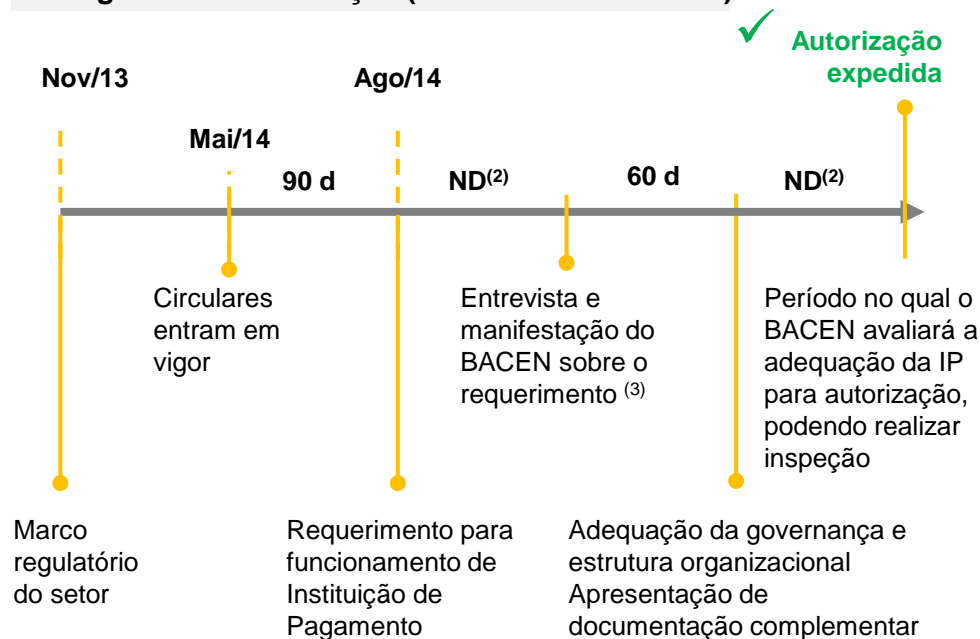 Autorização
expedida
Nov/13
Ago/14
Mai/14
90 d
ND(2)
60 d
ND(2)
Circulares
entram em
vigor
Entrevista e
manifestação do
BACEN sobre o
requerimento (3)
Período no qual o
BACEN avaliará a
adequação da IP
para autorização,
podendo realizar
inspeção
Marco
regulatório
do setor
Requerimento para
funcionamento de
Instituição de
Pagamento
Adequação da governança e
estrutura organizacional
Apresentação de
documentação complementar